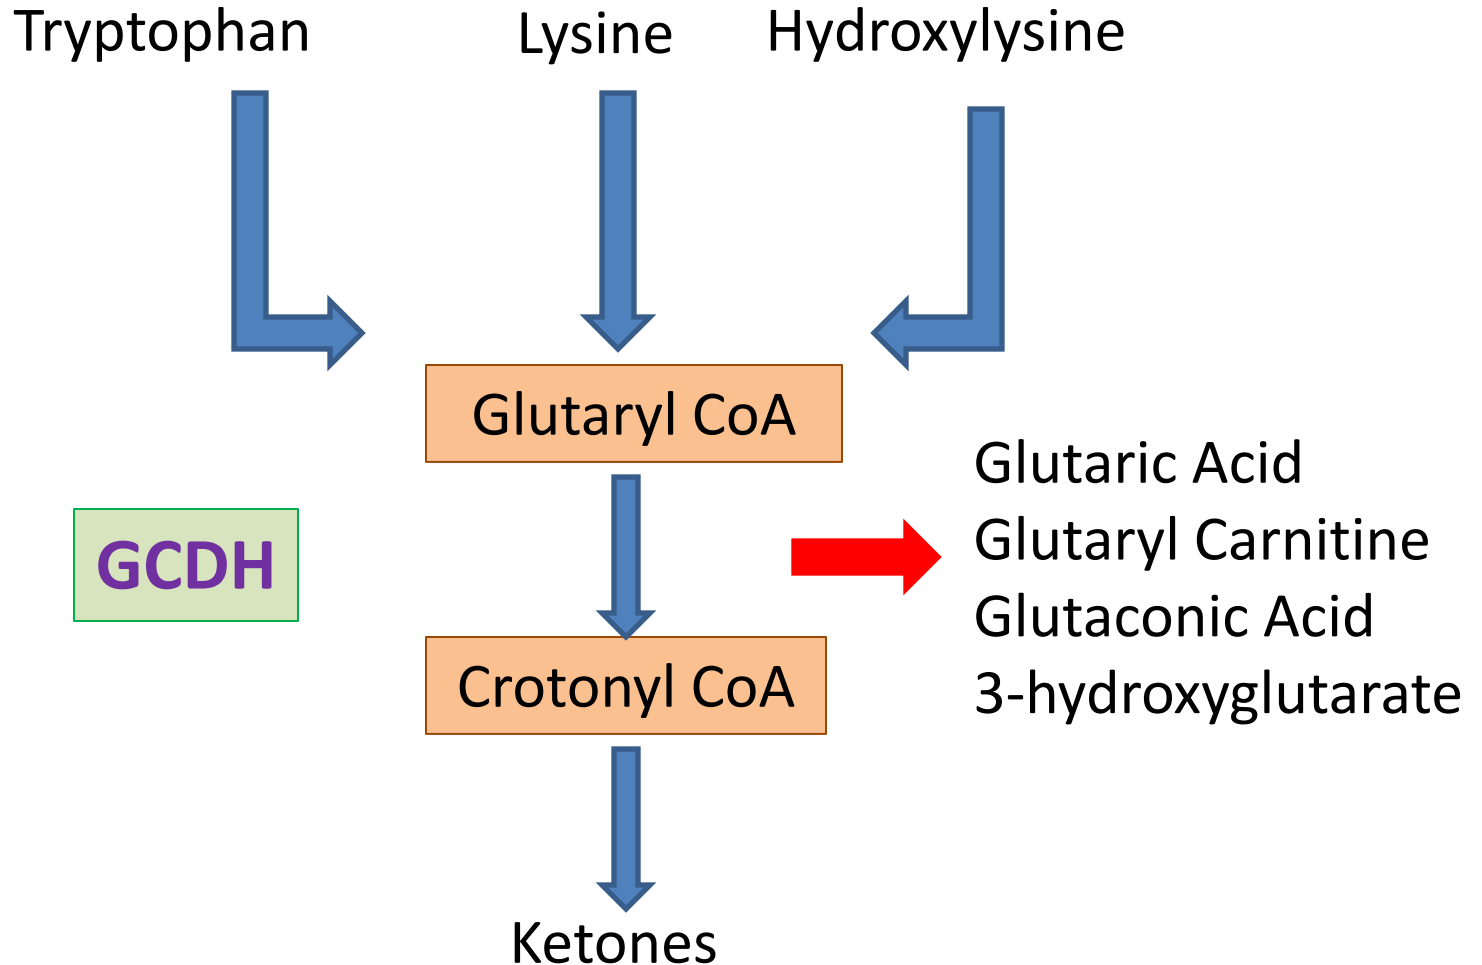 Tryptophan
Lysine
Hydroxylysine
Glutaryl CoA
GCDH
Glutaric Acid
Glutaryl Carnitine
Glutaconic Acid
3-hydroxyglutarate
Crotonyl CoA
Ketones